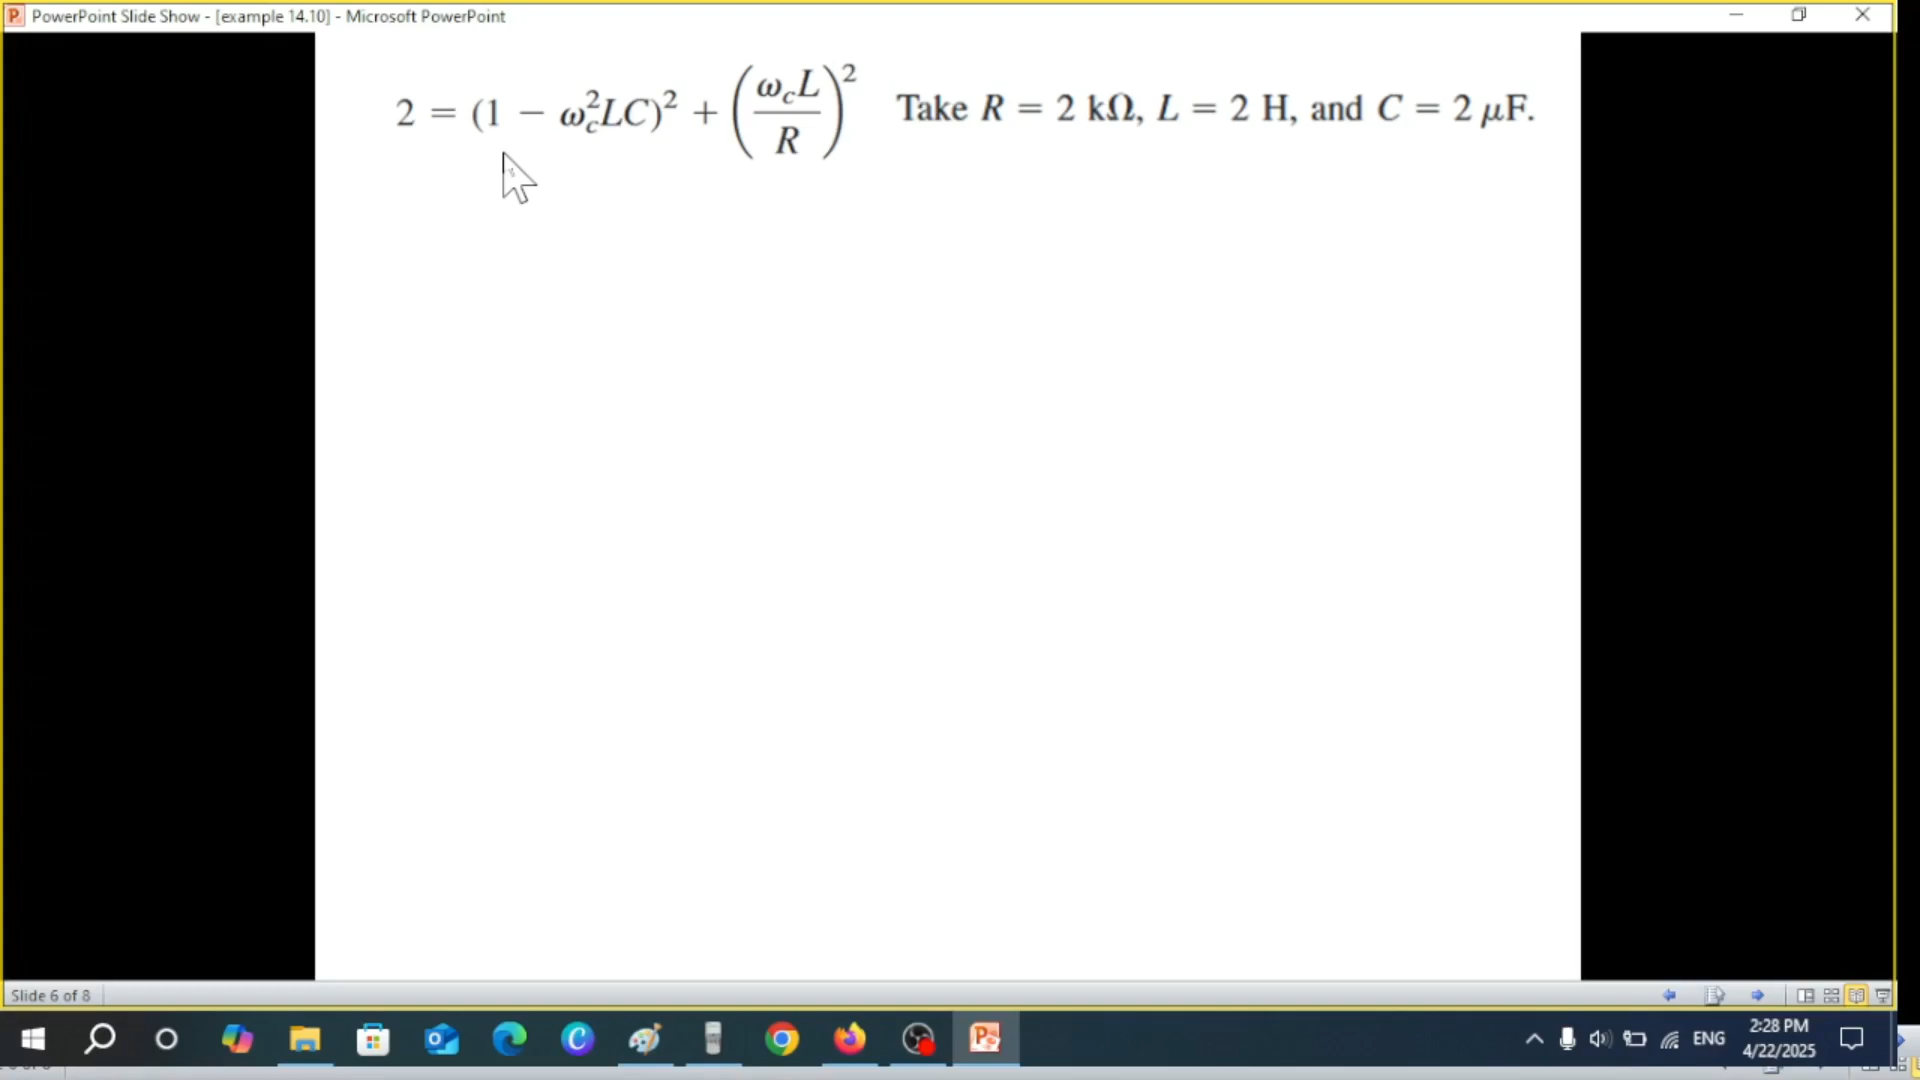 PowerPoint Slide Show - [example 14.10] - Microsoft PowerPoint
2 = (1 − ω_c²LC)² + (ω_cL/R)² Take R = 2 kΩ, L = 2 H, and C = 2 μF.
Slide 6 of 8
ENG
2:28 PM
4/22/2025